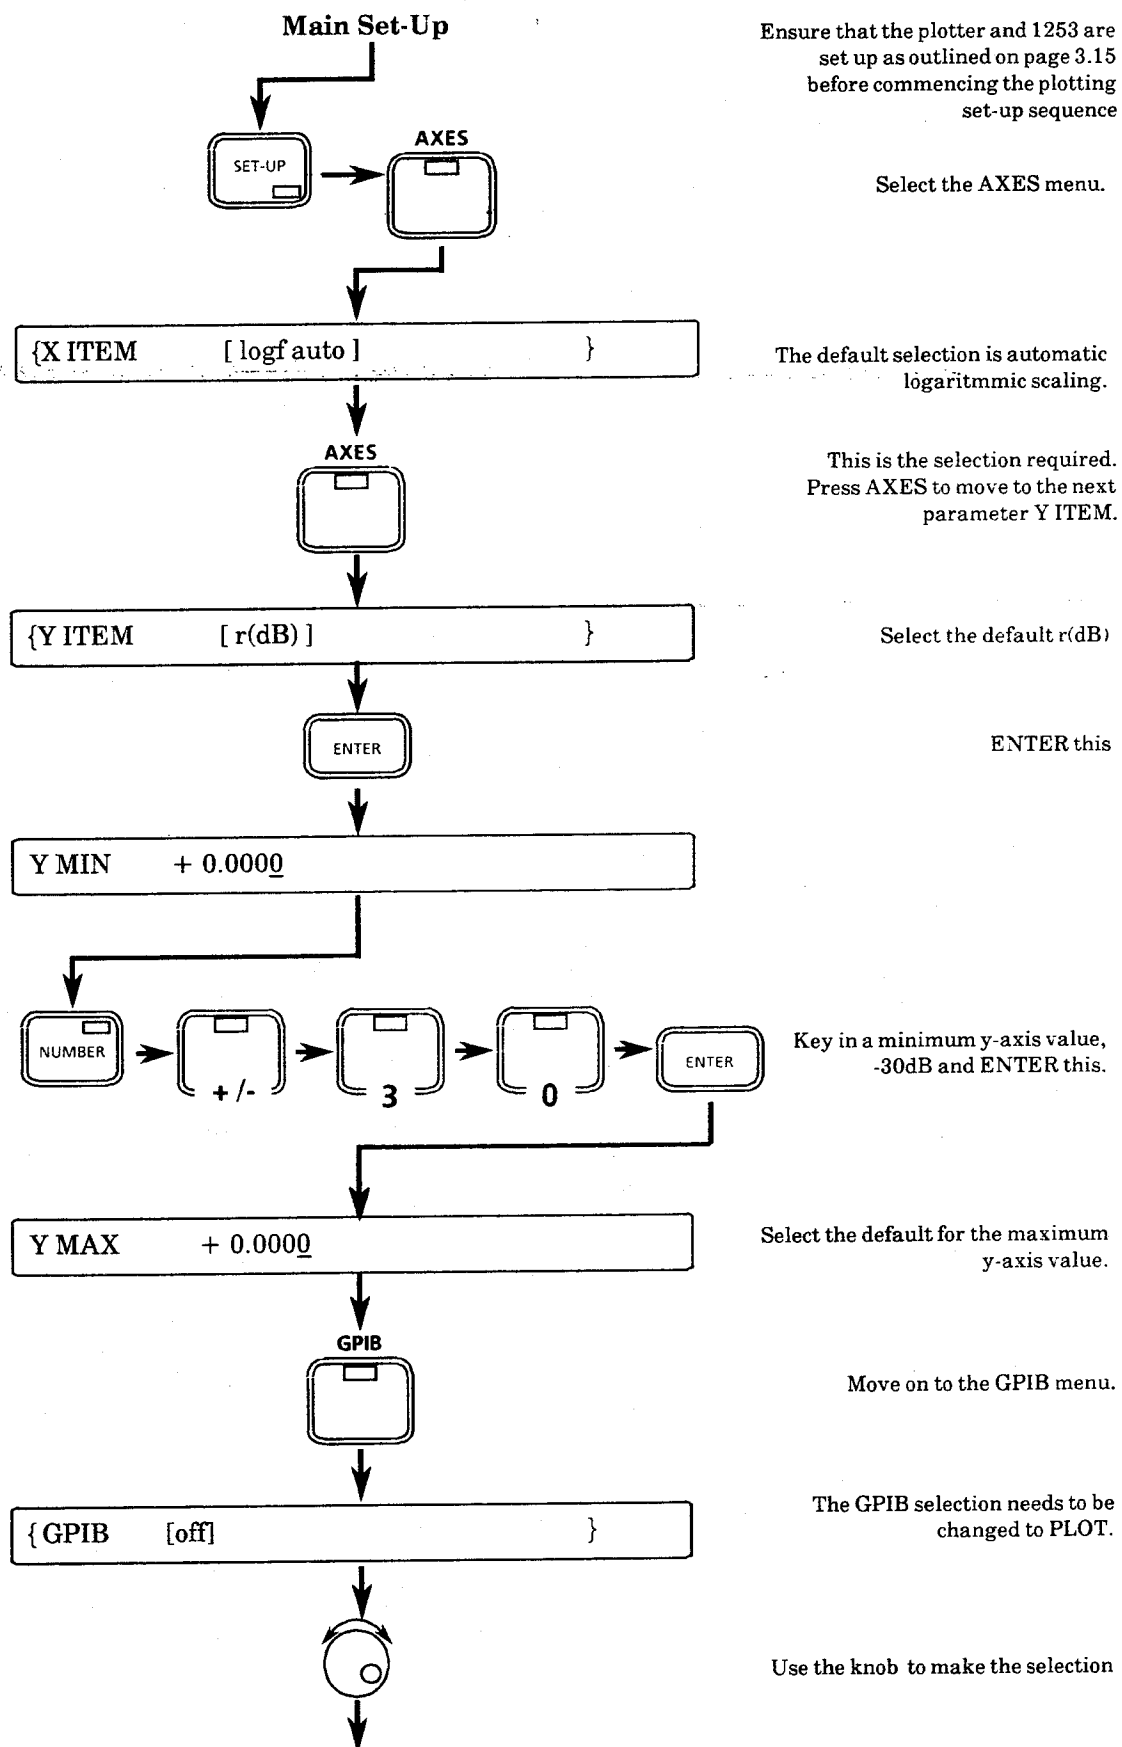 Main Set-Up
Ensure that the plotter and 1253 are
set up as outlined on page 3.15
before commencing the plotting
set-up sequence
SET-UP
AXES
Select the AXES menu.
{X ITEM [ logf auto ] }
The default selection is automatic
logaritmmic scaling.
AXES
This is the selection required.
Press AXES to move to the next
parameter Y ITEM.
{Y ITEM [ r(dB) ] }
Select the default r(dB)
ENTER
ENTER this
Y MIN + 0.0000
NUMBER
+ /-
3
0
ENTER
Key in a minimum y-axis value,
-30dB and ENTER this.
Y MAX + 0.0000
Select the default for the maximum
y-axis value.
GPIB
Move on to the GPIB menu.
{ GPIB [off] }
The GPIB selection needs to be
changed to PLOT.
Use the knob to make the selection